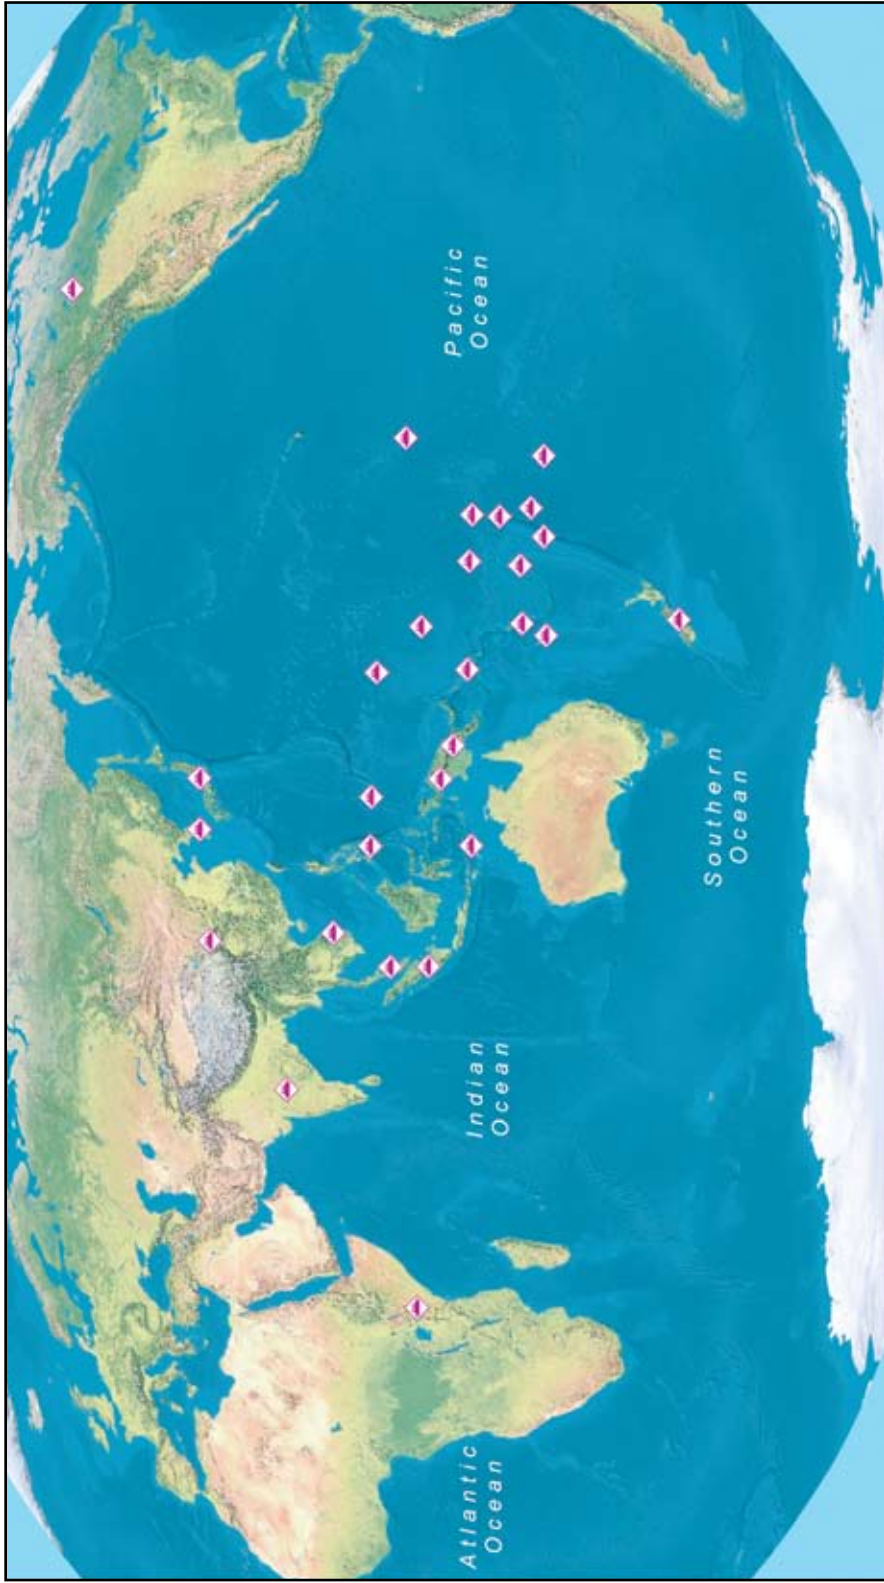 Atlantic
Ocean
Indian
Ocean
Southern
Ocean
Pacific
Ocean